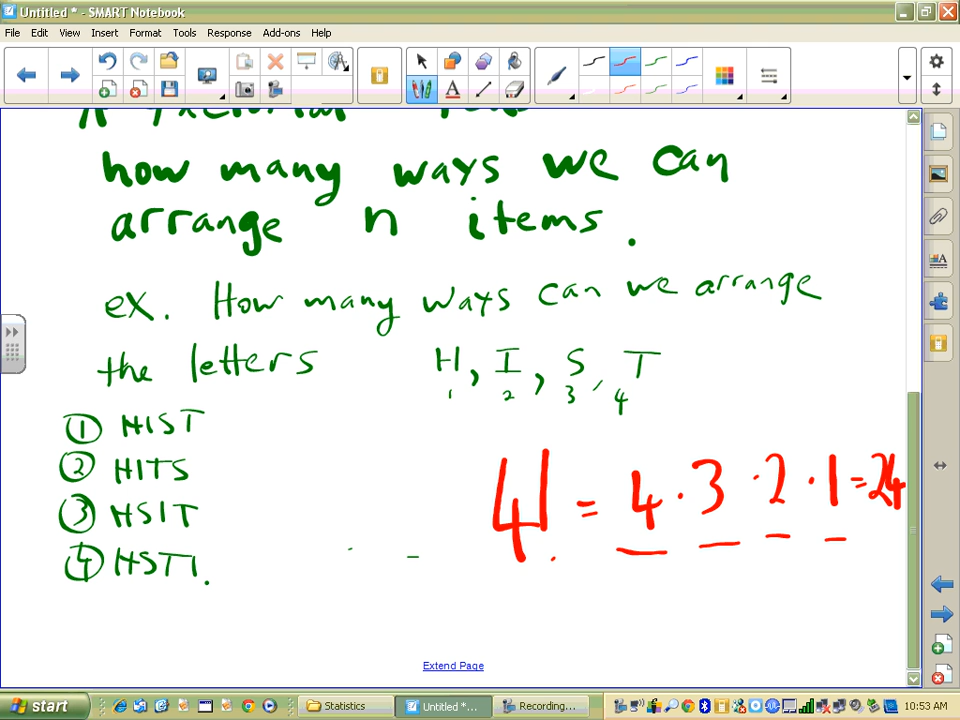 Untitled * - SMART Notebook
File Edit View Insert Format Tools Response Add-ons Help
how many ways we can
arrange n items.
ex. How many ways can we arrange
the letters H, I, S, T
1 2 3 4
① HIST
② HITS
③ HSIT
④ HSTI.
4! = 4 · 3 · 2 · 1 = 24
Extend Page
start Statistics Untitled *... Recording... 10:53 AM